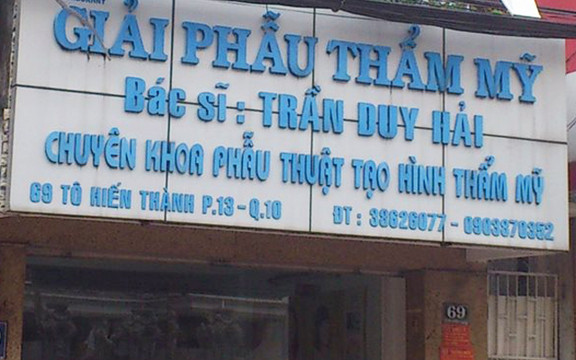 GIẢI PHẪU THẨM MỸ
Bác sĩ : TRẦN DUY HẢI
CHUYÊN KHOA PHẪU THUẬT TẠO HÌNH THẨM MỸ
69 TÔ HIẾN THÀNH P.13 - Q.10 ĐT : 38626077 - 0903870352
69